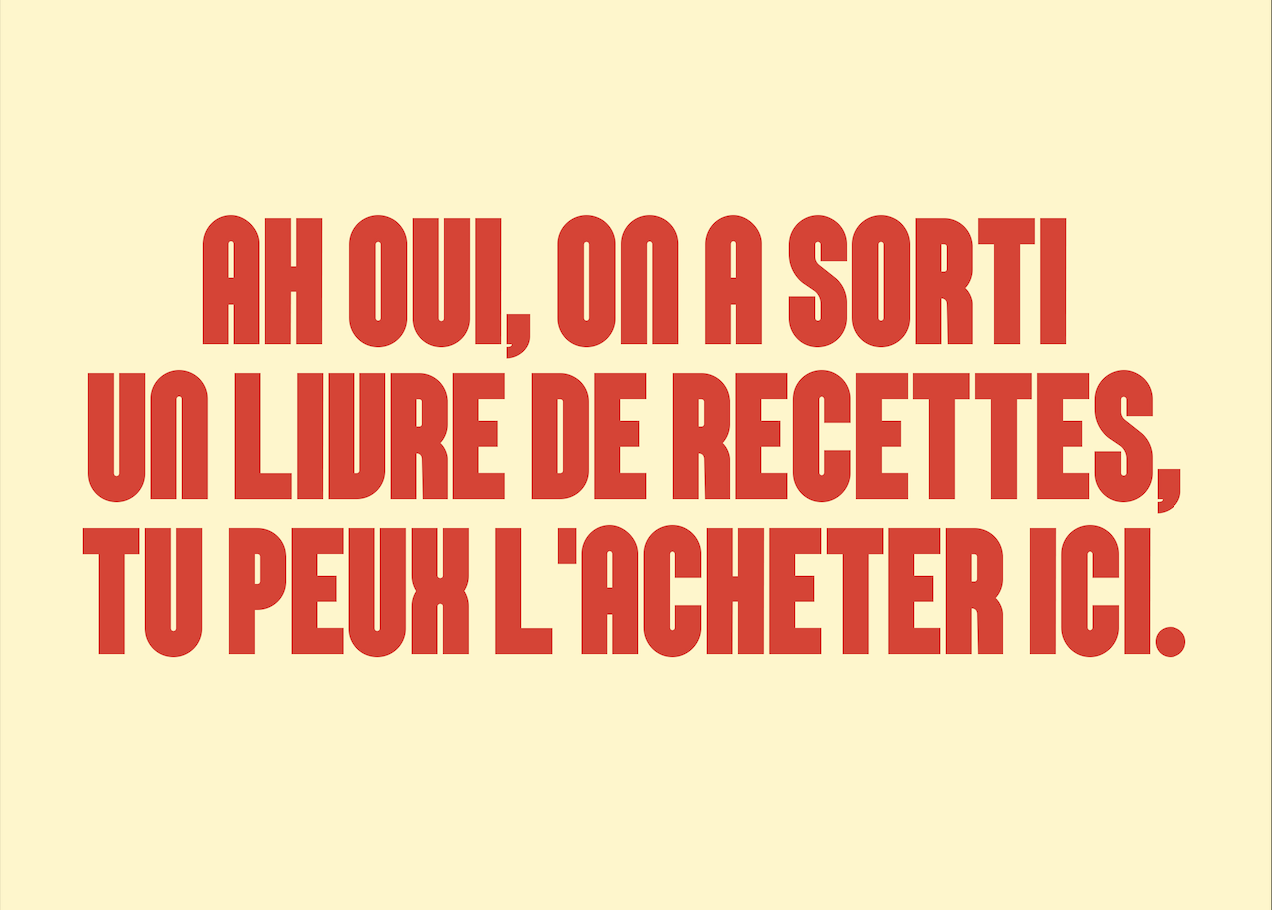 AH OUI, ON A SORTI
UN LIVRE DE RECETTES,
TU PEUX L'ACHETER ICI.